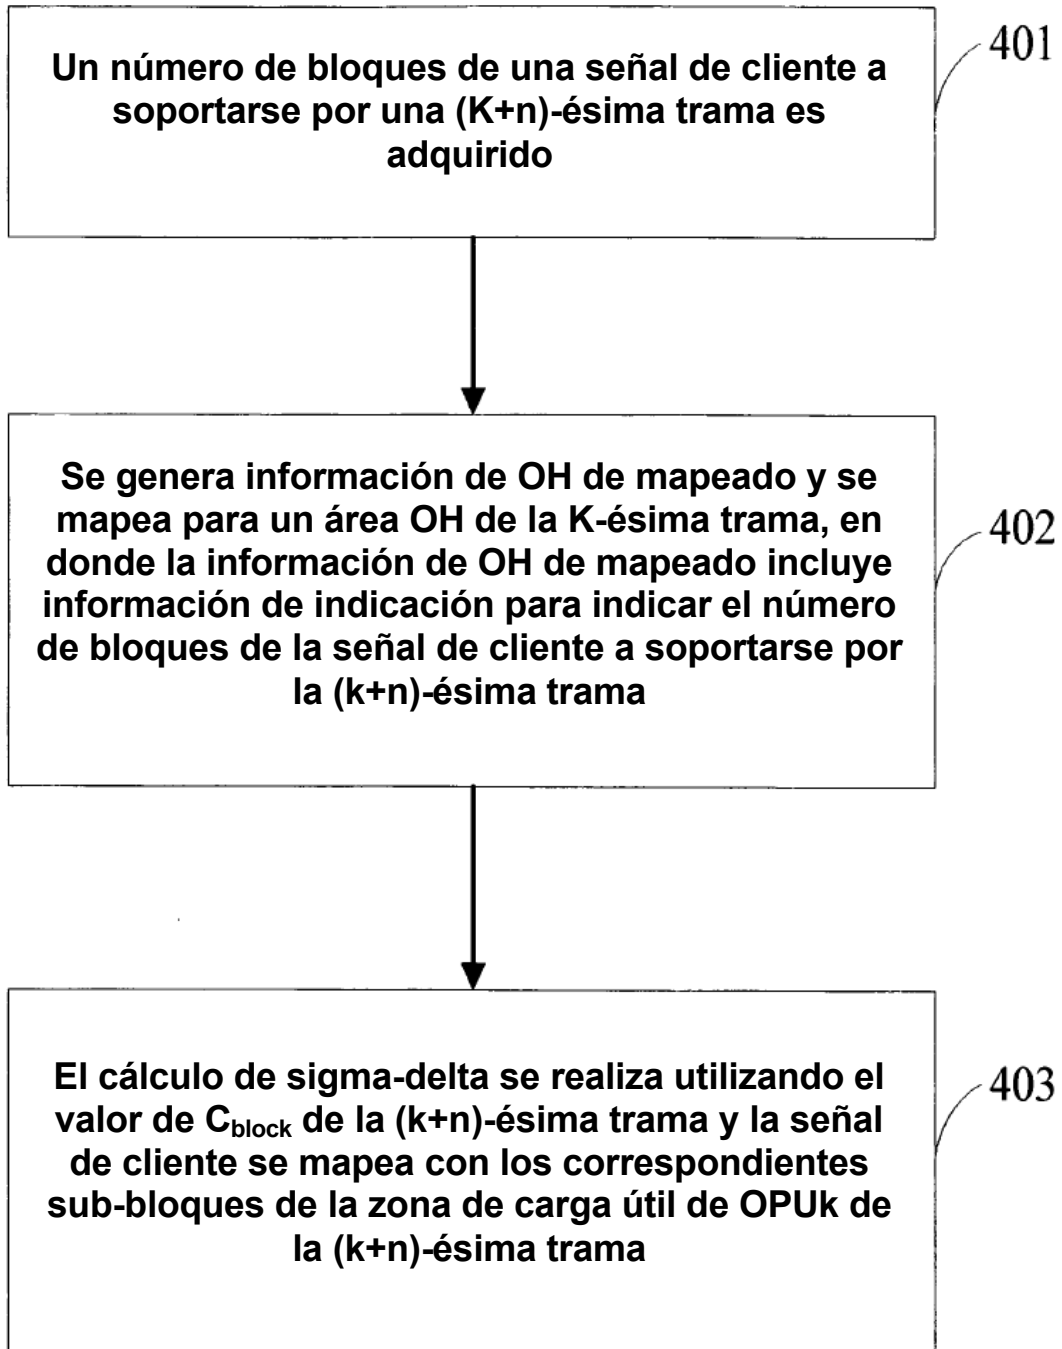 Un número de bloques de una señal de cliente a
soportarse por una (K+n)-ésima trama es
adquirido
401
Se genera información de OH de mapeado y se
mapea para un área OH de la K-ésima trama, en
donde la información de OH de mapeado incluye
información de indicación para indicar el número
de bloques de la señal de cliente a soportarse por
la (k+n)-ésima trama
402
El cálculo de sigma-delta se realiza utilizando el
valor de Cblock de la (k+n)-ésima trama y la señal
de cliente se mapea con los correspondientes
sub-bloques de la zona de carga útil de OPUk de
la (k+n)-ésima trama
403